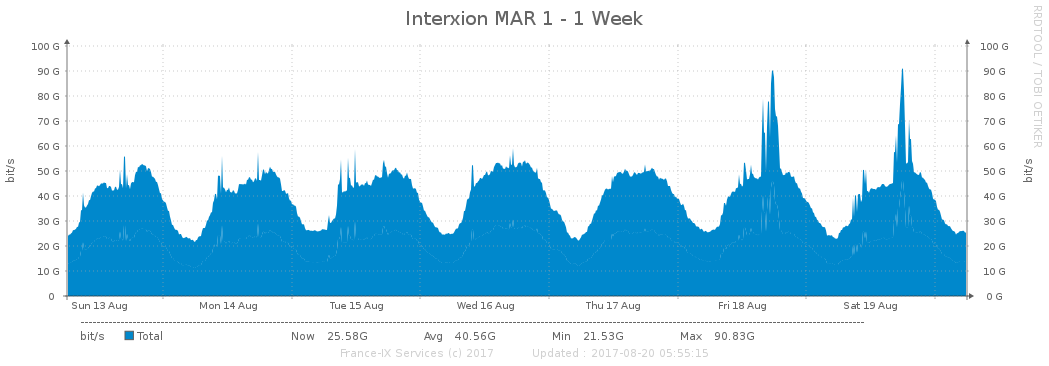 Interxion MAR 1 - 1 Week
RRDTOOL / TOBI OETIKER
bit/s
100 G 100 G
90 G 90 G
80 G 80 G
70 G 70 G
60 G 60 G
50 G 50 G
40 G 40 G
30 G 30 G
20 G 20 G
10 G 10 G
0 0 G
bit/s
Sun 13 Aug Mon 14 Aug Tue 15 Aug Wed 16 Aug Thu 17 Aug Fri 18 Aug Sat 19 Aug
bit/s Total Now 25.58G Avg 40.56G Min 21.53G Max 90.83G
France-IX Services (c) 2017 Updated : 2017-08-20 05:55:15